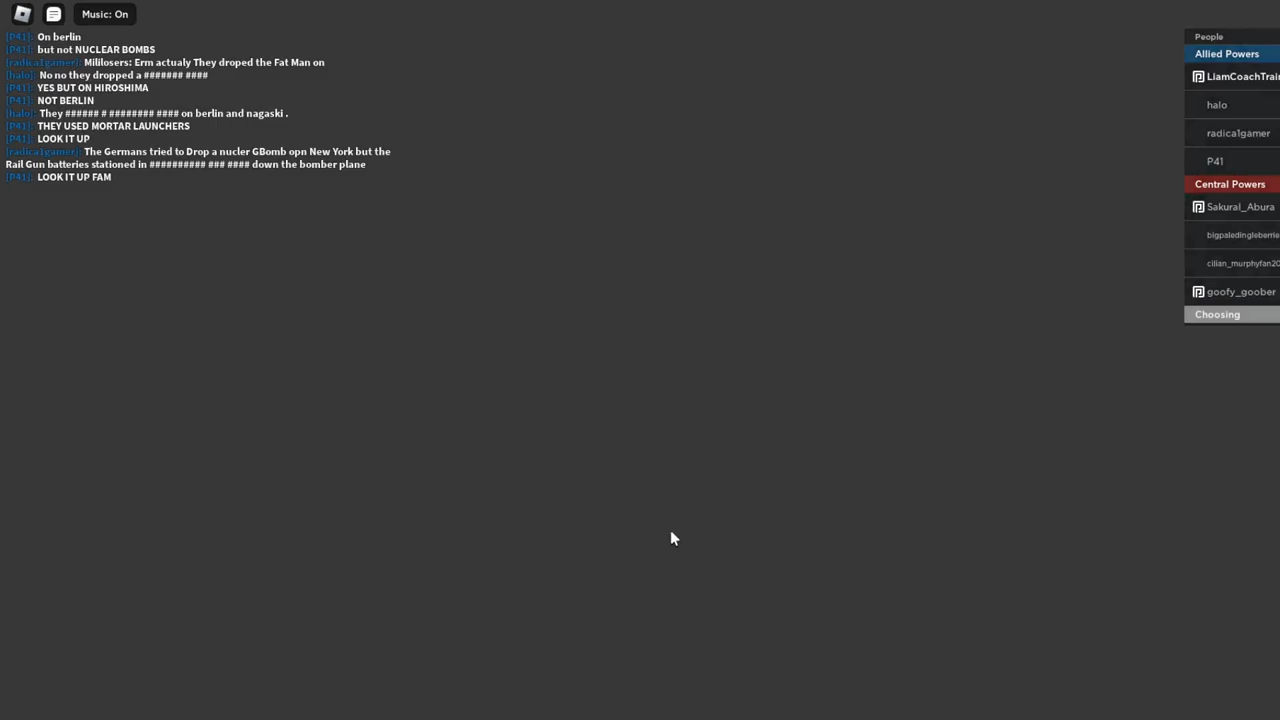 Music: On
[P41]: On berlin
[P41]: but not NUCLEAR BOMBS
[radica1gamer]: Mililosers: Erm actualy They droped the Fat Man on
[halo]: No no they dropped a ####### ####
[P41]: YES BUT ON HIROSHIMA
[P41]: NOT BERLIN
[halo]: They ###### # ######## #### on berlin and nagaski .
[P41]: THEY USED MORTAR LAUNCHERS
[P41]: LOOK IT UP
[radica1gamer]: The Germans tried to Drop a nucler GBomb opn New York but the
Rail Gun batteries stationed in ########## ### #### down the bomber plane
[P41]: LOOK IT UP FAM
People
Allied Powers
LiamCoachTrai
halo
radica1gamer
P41
Central Powers
Sakural_Abura
bigpaledingleberrie
cilian_murphyfan20
goofy_goober
Choosing